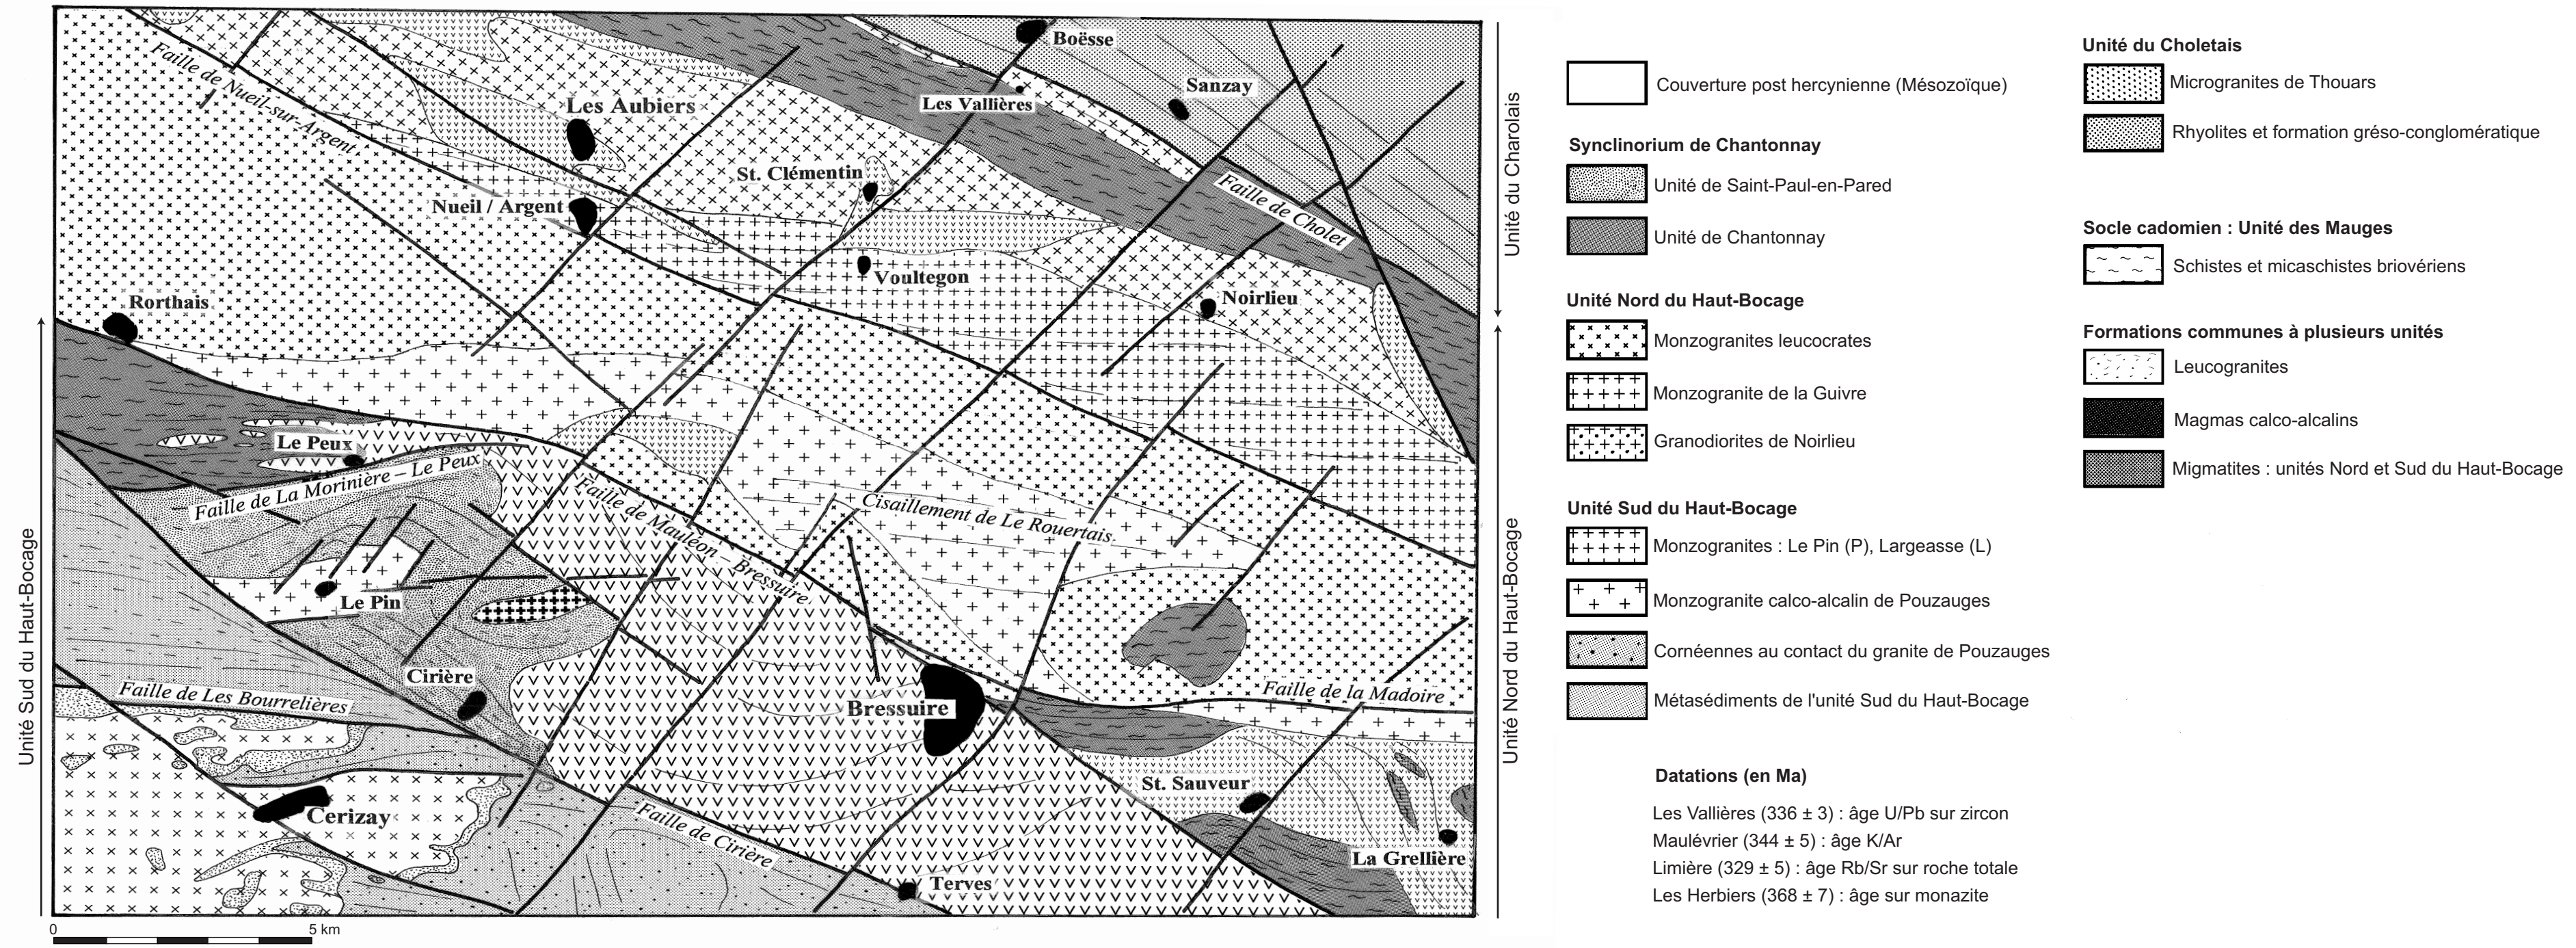 Boësse
Sanzay
Les Vallières
Faille de Nueil-sur-Argent
Les Aubiers
St. Clémentin
Nueil / Argent
Faille de Cholet
Voultegon
Noirlieu
Rorthais
Le Peux
Faille de La Morinière – Le Peux
Faille de Mauléon – Bressuire
Cisaillement de Le Rouertais
Le Pin
Cirière
Faille de Les Bourrelières
Bressuire
Faille de la Madoire
St. Sauveur
Cerizay
Faille de Cirière
La Grellière
Terves
0 5 km
Unité Sud du Haut-Bocage
Unité du Charolais
Unité Nord du Haut-Bocage
Couverture post hercynienne (Mésozoïque)
Synclinorium de Chantonnay
Unité de Saint-Paul-en-Pared
Unité de Chantonnay
Unité Nord du Haut-Bocage
Monzogranites leucocrates
Monzogranite de la Guivre
Granodiorites de Noirlieu
Unité Sud du Haut-Bocage
Monzogranites : Le Pin (P), Largeasse (L)
Monzogranite calco-alcalin de Pouzauges
Cornéennes au contact du granite de Pouzauges
Métasédiments de l'unité Sud du Haut-Bocage
Datations (en Ma)
Les Vallières (336 ± 3) : âge U/Pb sur zircon
Maulévrier (344 ± 5) : âge K/Ar
Limière (329 ± 5) : âge Rb/Sr sur roche totale
Les Herbiers (368 ± 7) : âge sur monazite
Unité du Choletais
Microgranites de Thouars
Rhyolites et formation gréso-conglomératique
Socle cadomien : Unité des Mauges
Schistes et micaschistes briovériens
Formations communes à plusieurs unités
Leucogranites
Magmas calco-alcalins
Migmatites : unités Nord et Sud du Haut-Bocage